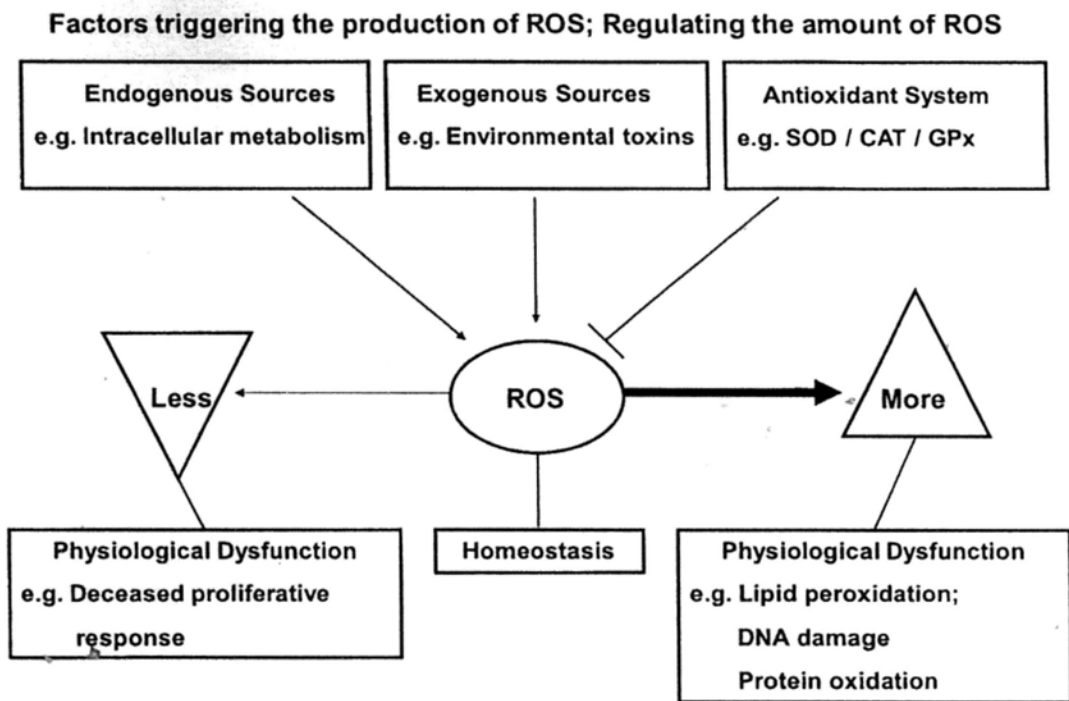 Factors triggering the production of ROS; Regulating the amount of ROS
Endogenous Sources
e.g. Intracellular metabolism
Exogenous Sources
e.g. Environmental toxins
Antioxidant System
e.g. SOD / CAT / GPx
Less
ROS
More
Physiological Dysfunction
e.g. Deceased proliferative
response
Homeostasis
Physiological Dysfunction
e.g. Lipid peroxidation;
DNA damage
Protein oxidation